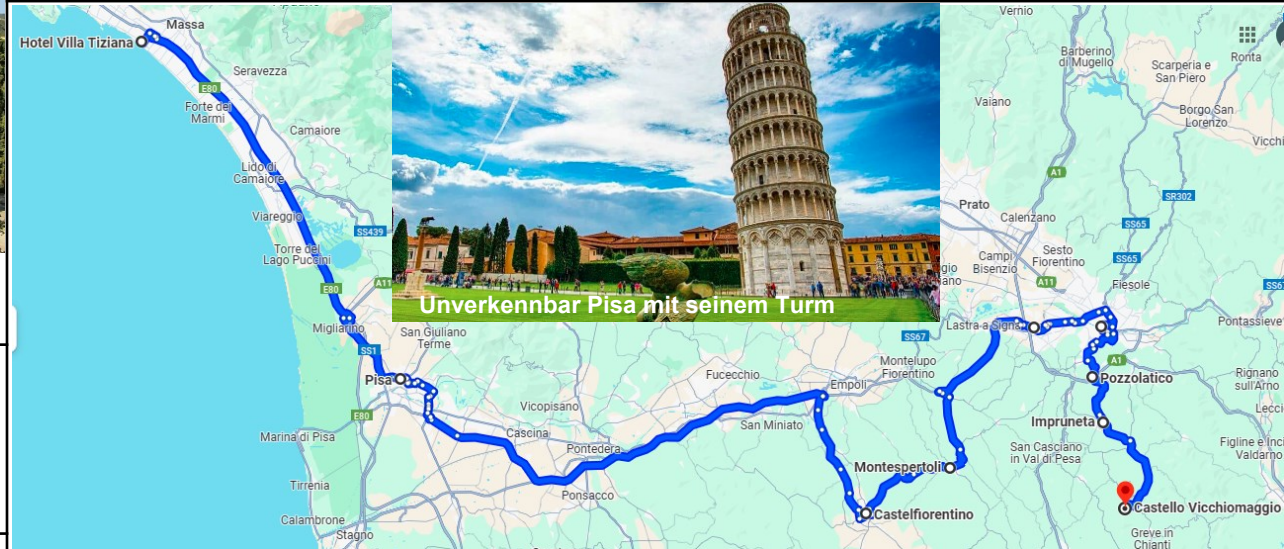 Vernio
Massa
Hotel Villa Tiziana
Barberino
di Mugello
Ronta
Scarperia e
San Piero
Seravezza
E80
Vaiano
Forte dei
Marmi
Borgo San
Lorenzo
Camaiore
A1
Lido di
Camaiore
SR302
Prato
Calenzano
Viareggio
SS65
SS439
Sesto
Fiorentino
Torre del
Lago Puccini
Campi
Bisenzio
SS65
A11
E80
A11
Fiesole
Unverkennbar Pisa mit seinem Turm
Migliarino
San Giuliano
Terme
Lastra a Signa
Pontassieve
SS67
SS1
Montelupo
Fiorentino
A1
Pisa
Fucecchio
Empoli
Pozzolatico
Rignano
sull'Arno
E80
Vicopisano
San Miniato
Impruneta
Marina di Pisa
Cascina
Pontedera
San Casciano
in Val di Pesa
Figline e Inci
Valdarno
Montespertoli
Tirrenia
Ponsacco
Castelfiorentino
Castello Vicchiomaggio
Calambrone
Stagno
Greve in
Chianti